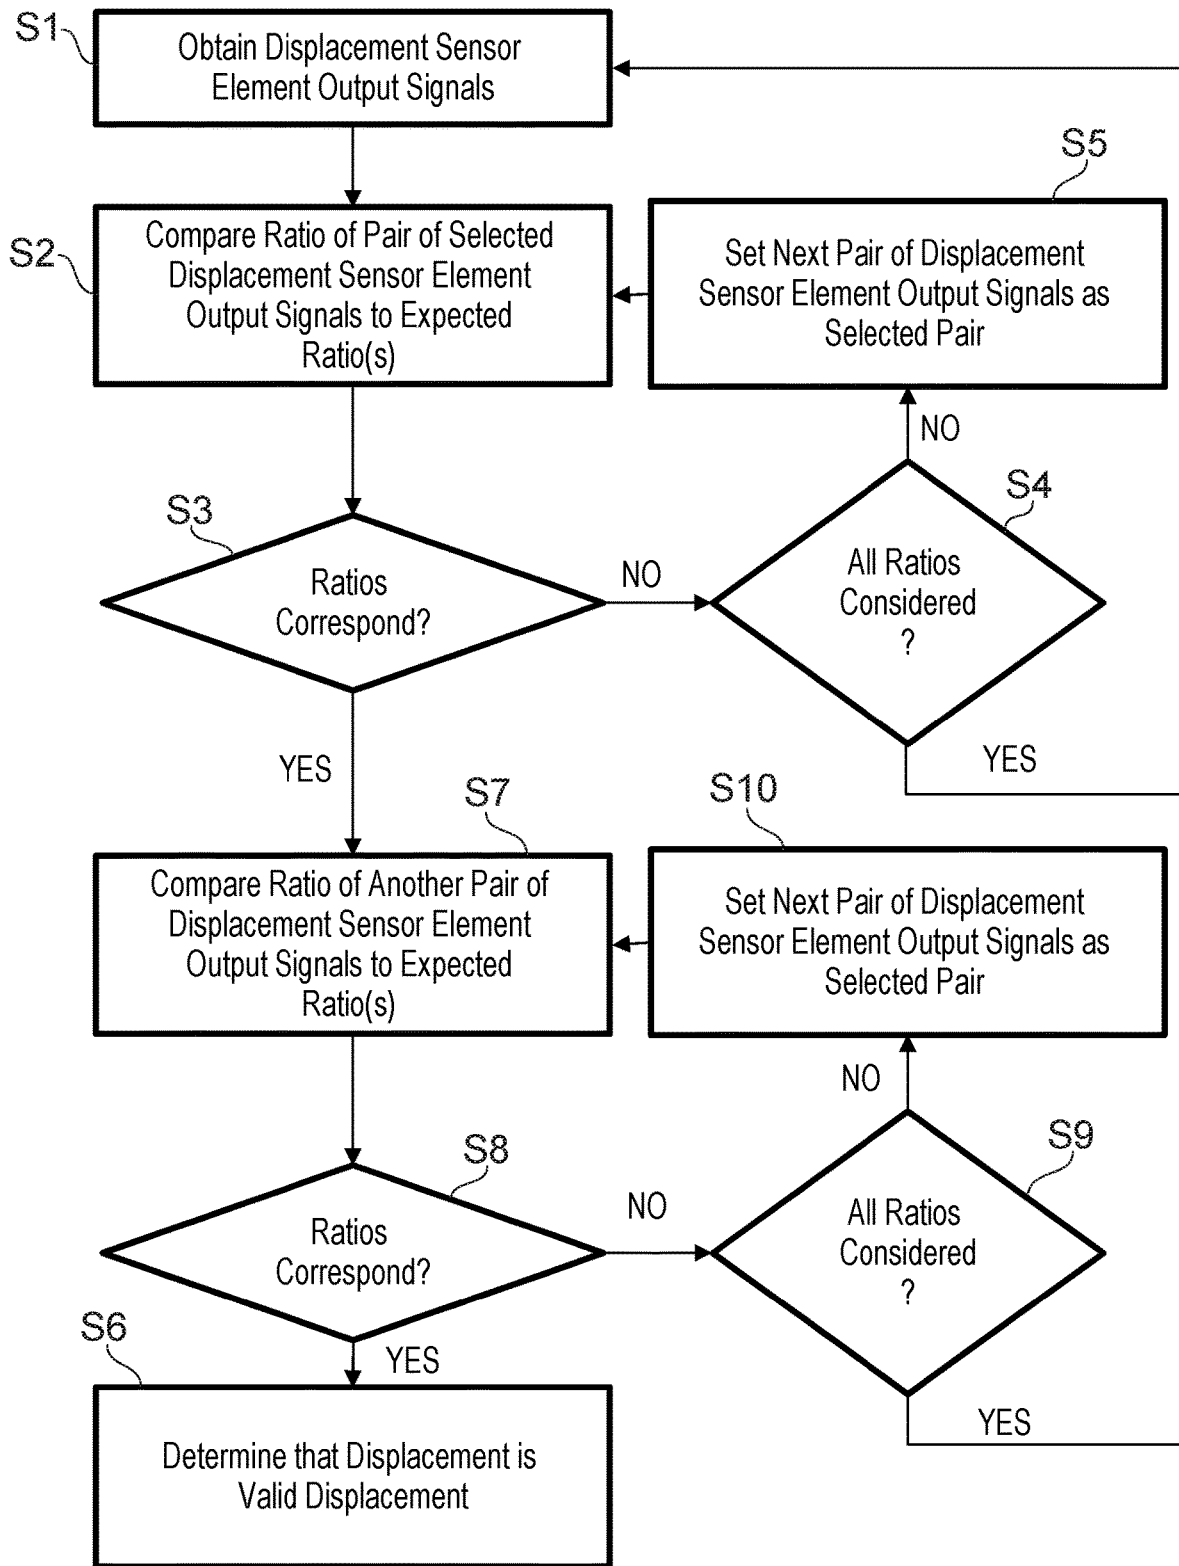 S1
Obtain Displacement Sensor
Element Output Signals
S5
S2
Compare Ratio of Pair of Selected
Displacement Sensor Element
Output Signals to Expected
Ratio(s)
Set Next Pair of Displacement
Sensor Element Output Signals as
Selected Pair
NO
S3
Ratios
Correspond?
NO
S4
All Ratios
Considered
?
YES
YES
S7
S10
Compare Ratio of Another Pair of
Displacement Sensor Element
Output Signals to Expected
Ratio(s)
Set Next Pair of Displacement
Sensor Element Output Signals as
Selected Pair
NO
S8
Ratios
Correspond?
NO
S9
All Ratios
Considered
?
YES
S6
YES
Determine that Displacement is
Valid Displacement